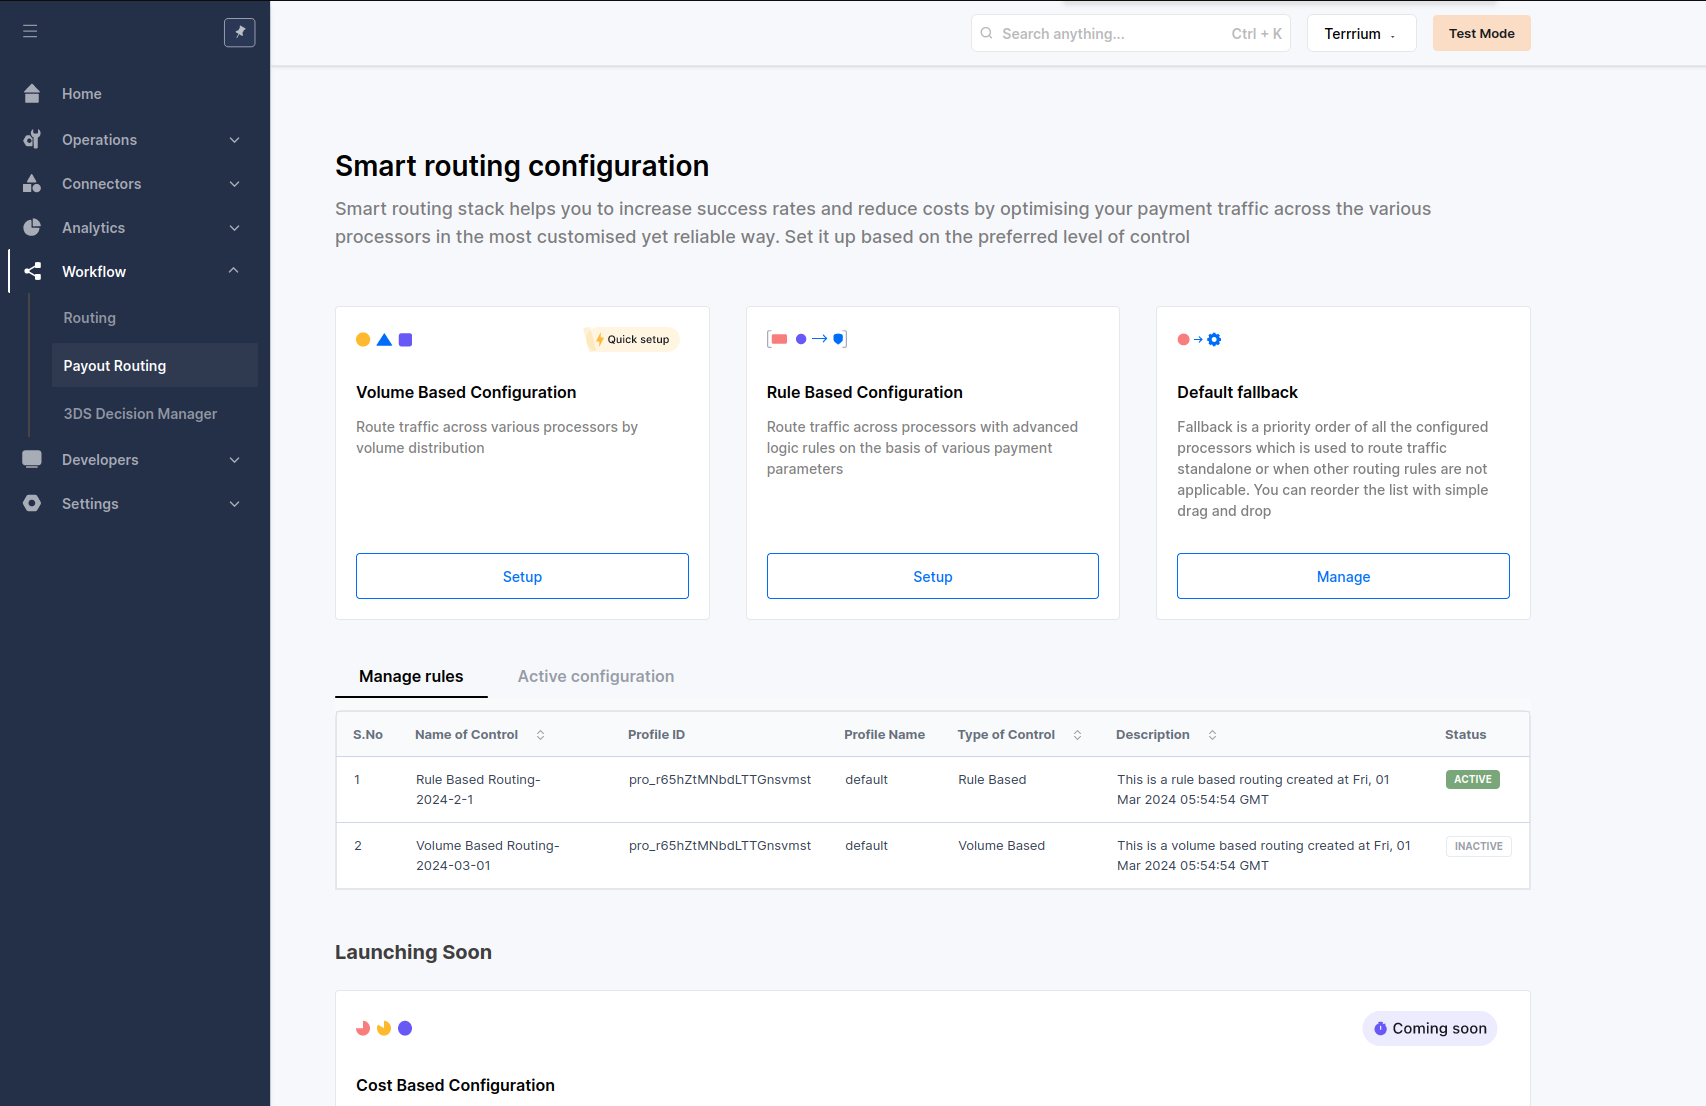 Search anything...
Ctrl + K
Terrrium
Test Mode
Home
Operations
Connectors
Analytics
Workflow
Routing
Payout Routing
3DS Decision Manager
Developers
Settings
Smart routing configuration
Smart routing stack helps you to increase success rates and reduce costs by optimising your payment traffic across the various
processors in the most customised yet reliable way. Set it up based on the preferred level of control
Quick setup
Volume Based Configuration
Route traffic across various processors by
volume distribution
Setup
Rule Based Configuration
Route traffic across processors with advanced
logic rules on the basis of various payment
parameters
Setup
Default fallback
Fallback is a priority order of all the configured
processors which is used to route traffic
standalone or when other routing rules are not
applicable. You can reorder the list with simple
drag and drop
Manage
Manage rules
Active configuration
S.No Name of Control Profile ID Profile Name Type of Control Description Status
1 Rule Based Routing- pro_r65hZtMNbdLTTGnsvmst default Rule Based This is a rule based routing created at Fri, 01 ACTIVE
2024-2-1 Mar 2024 05:54:54 GMT
2 Volume Based Routing- pro_r65hZtMNbdLTTGnsvmst default Volume Based This is a volume based routing created at Fri, 01 INACTIVE
2024-03-01 Mar 2024 05:54:54 GMT
Launching Soon
Coming soon
Cost Based Configuration